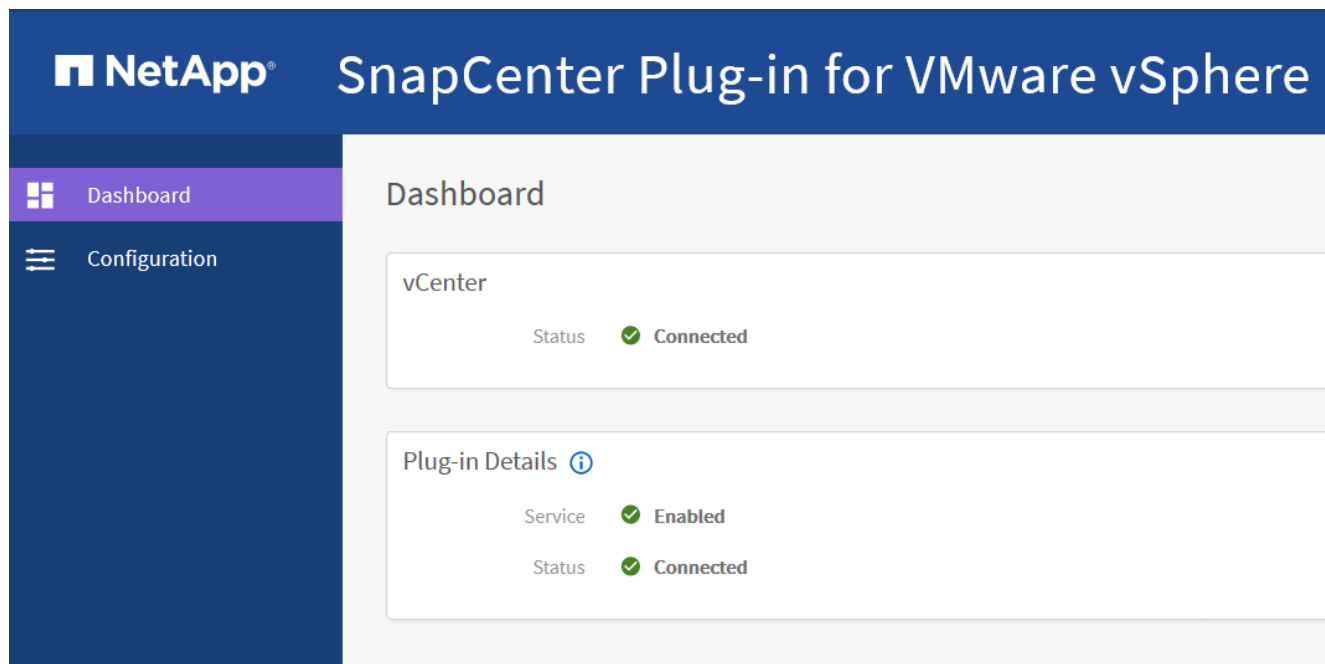 NetApp® SnapCenter Plug-in for VMware vSphere
Dashboard
Configuration
Dashboard
vCenter
Status Connected
Plug-in Details
Service Enabled
Status Connected